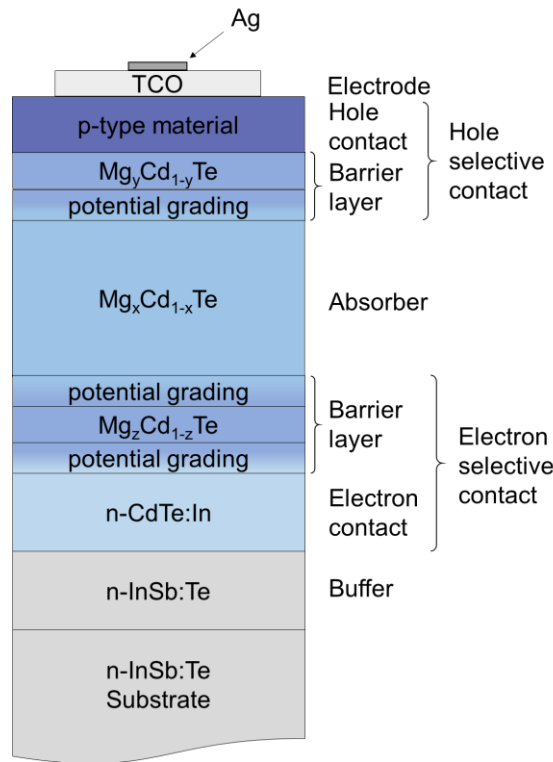 Ag
TCO
Electrode
p-type material
Hole
contact
Hole
selective
contact
MgyCd1-yTe
potential grading
Barrier
layer
MgxCd1-xTe
Absorber
potential grading
MgzCd1-zTe
potential grading
Barrier
layer
Electron
selective
contact
n-CdTe:In
Electron
contact
n-InSb:Te
Buffer
n-InSb:Te
Substrate